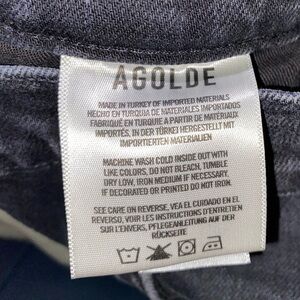 AGOLDE
MADE IN TURKEY OF IMPORTED MATERIALS
HECHO EN TURQUIA DE MATERIALES IMPORTADOS
FABRIQUÉ EN TURQUIE A PARTIR DE MATÉRIAUX
IMPORTÉS, IN DER TÜRKEI HERGESTELLT MIT
IMPORTIERTEN MATERIALIEN
MACHINE WASH COLD INSIDE OUT WITH
LIKE COLORS, DO NOT BLEACH, TUMBLE
DRY LOW, IRON MEDIUM IF NECESSARY.
IF DECORATED OR PRINTED DO NOT IRON.
SEE CARE ON REVERSE, VEA EL CUIDADO EN EL
REVERSO, VOIR LES INSTRUCTIONS D'ENTRETIEN
SUR L'ENVERS, PFLEGEANLEITUNG AUF DER
RÜCKSEITE